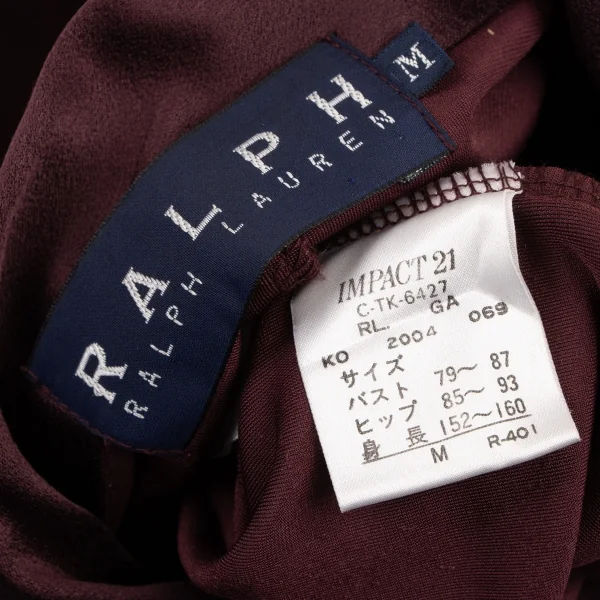 RALPH
RALPH LAUREN
M
IMPACT 21
C-TK-6427
RL. GA
KO 2004 069
サイズ
バスト 79〜 87
ヒップ 85〜 93
身長 152〜160
M R-401